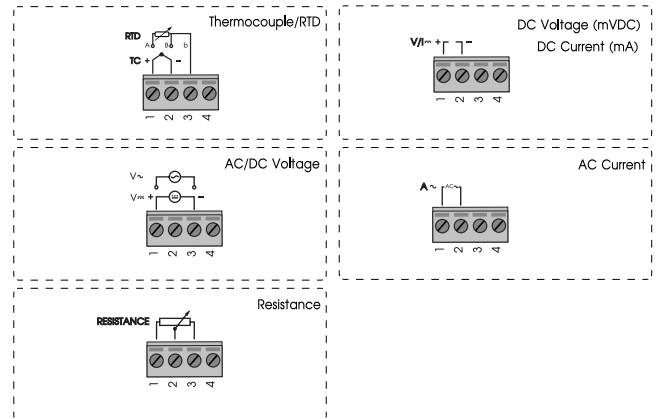 Thermocouple/RTD
RTD
A B b
TC + -
1 2 3 4
DC Voltage (mVDC)
DC Current (mA)
V/I⎓ + -
1 2 3 4
AC/DC Voltage
V~
V⎓ + -
1 2 3 4
AC Current
A~ AC~
1 2 3 4
Resistance
RESISTANCE
1 2 3 4